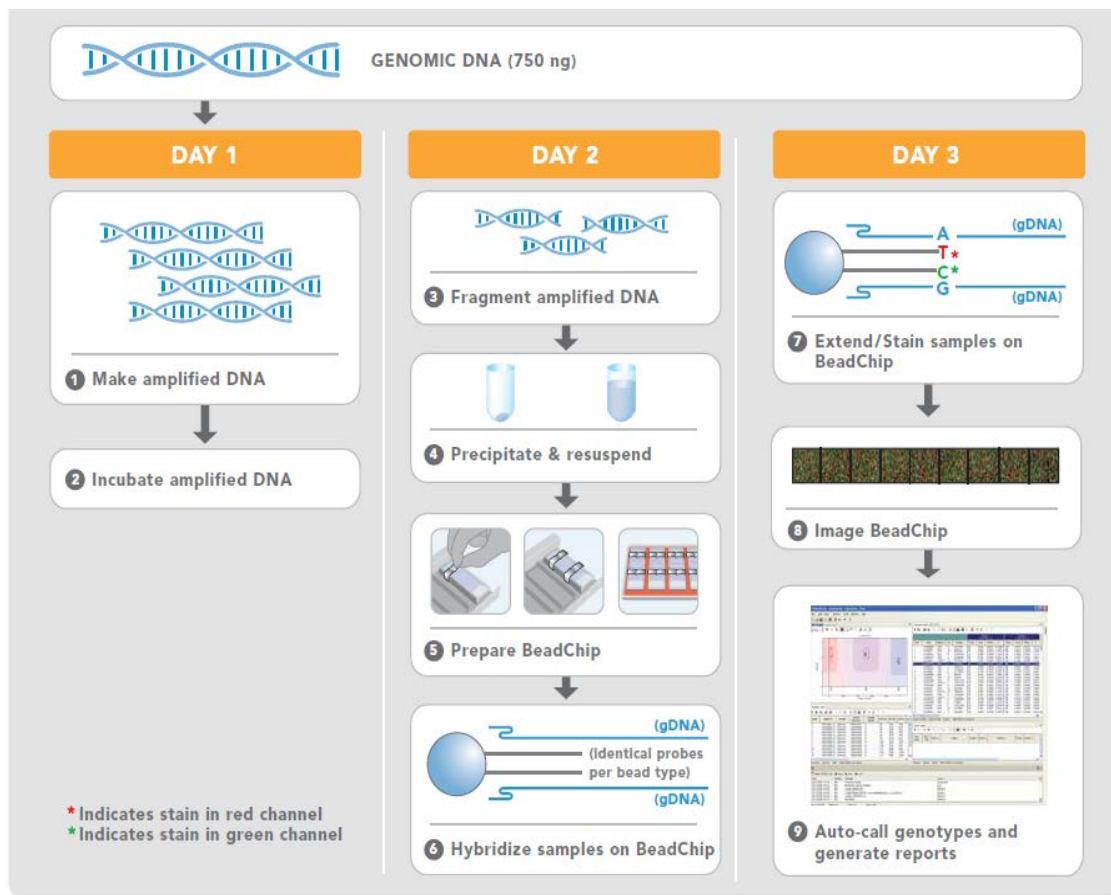 GENOMIC DNA (750 ng)
DAY 1
1 Make amplified DNA
2 Incubate amplified DNA
* Indicates stain in red channel
* Indicates stain in green channel
DAY 2
3 Fragment amplified DNA
4 Precipitate & resuspend
5 Prepare BeadChip
(gDNA)
(identical probes
per bead type)
(gDNA)
6 Hybridize samples on BeadChip
DAY 3
A (gDNA)
T*
C*
G (gDNA)
7 Extend/Stain samples on
BeadChip
8 Image BeadChip
9 Auto-call genotypes and
generate reports